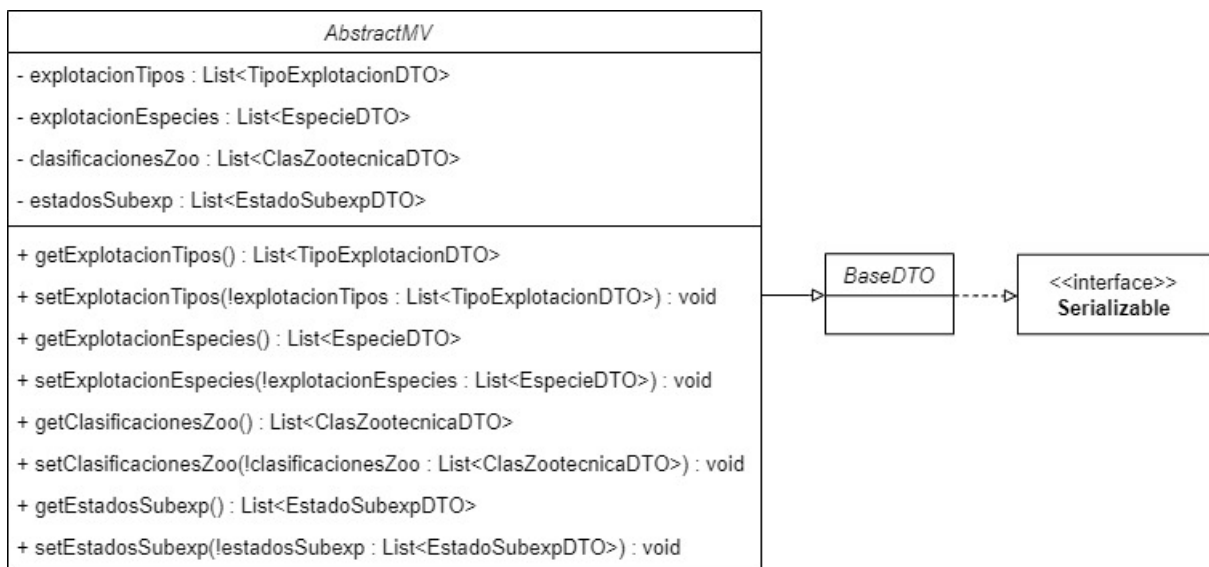 AbstractMV
- explotacionTipos : List<TipoExplotacionDTO>
- explotacionEspecies : List<EspecieDTO>
- clasificacionesZoo : List<ClasZootecnicaDTO>
- estadosSubexp : List<EstadoSubexpDTO>
+ getExplotacionTipos() : List<TipoExplotacionDTO>
+ setExplotacionTipos(!explotacionTipos : List<TipoExplotacionDTO>) : void
+ getExplotacionEspecies() : List<EspecieDTO>
+ setExplotacionEspecies(!explotacionEspecies : List<EspecieDTO>) : void
+ getClasificacionesZoo() : List<ClasZootecnicaDTO>
+ setClasificacionesZoo(!clasificacionesZoo : List<ClasZootecnicaDTO>) : void
+ getEstadosSubexp() : List<EstadoSubexpDTO>
+ setEstadosSubexp(!estadosSubexp : List<EstadoSubexpDTO>) : void
BaseDTO
<<interface>>
Serializable